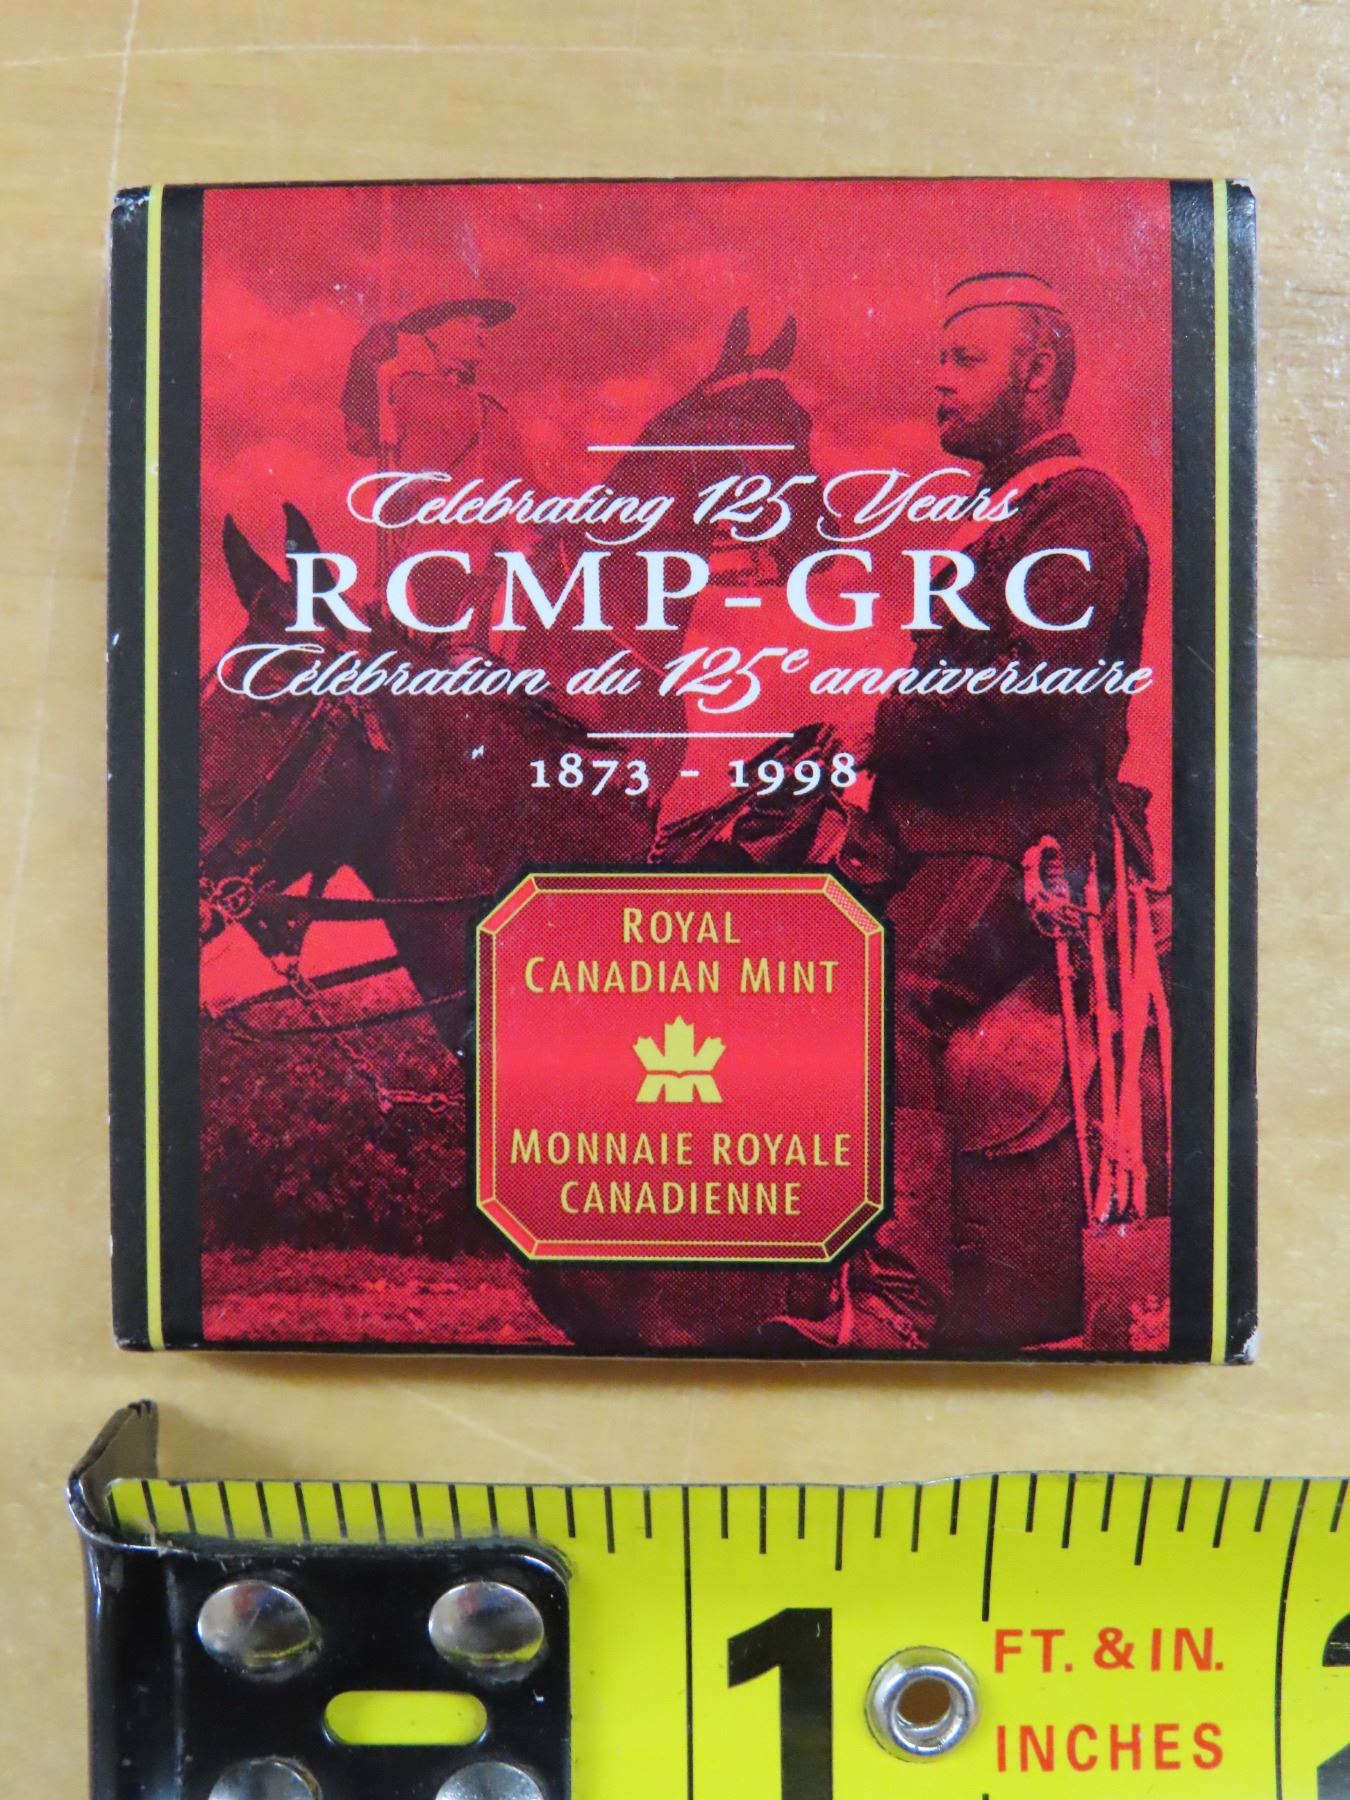 Celebrating 125 Years
RCMP-GRC
Célébration du 125e anniversaire
1873 - 1998
ROYAL
CANADIAN MINT
MONNAIE ROYALE
CANADIENNE
1
FT. & IN.
INCHES